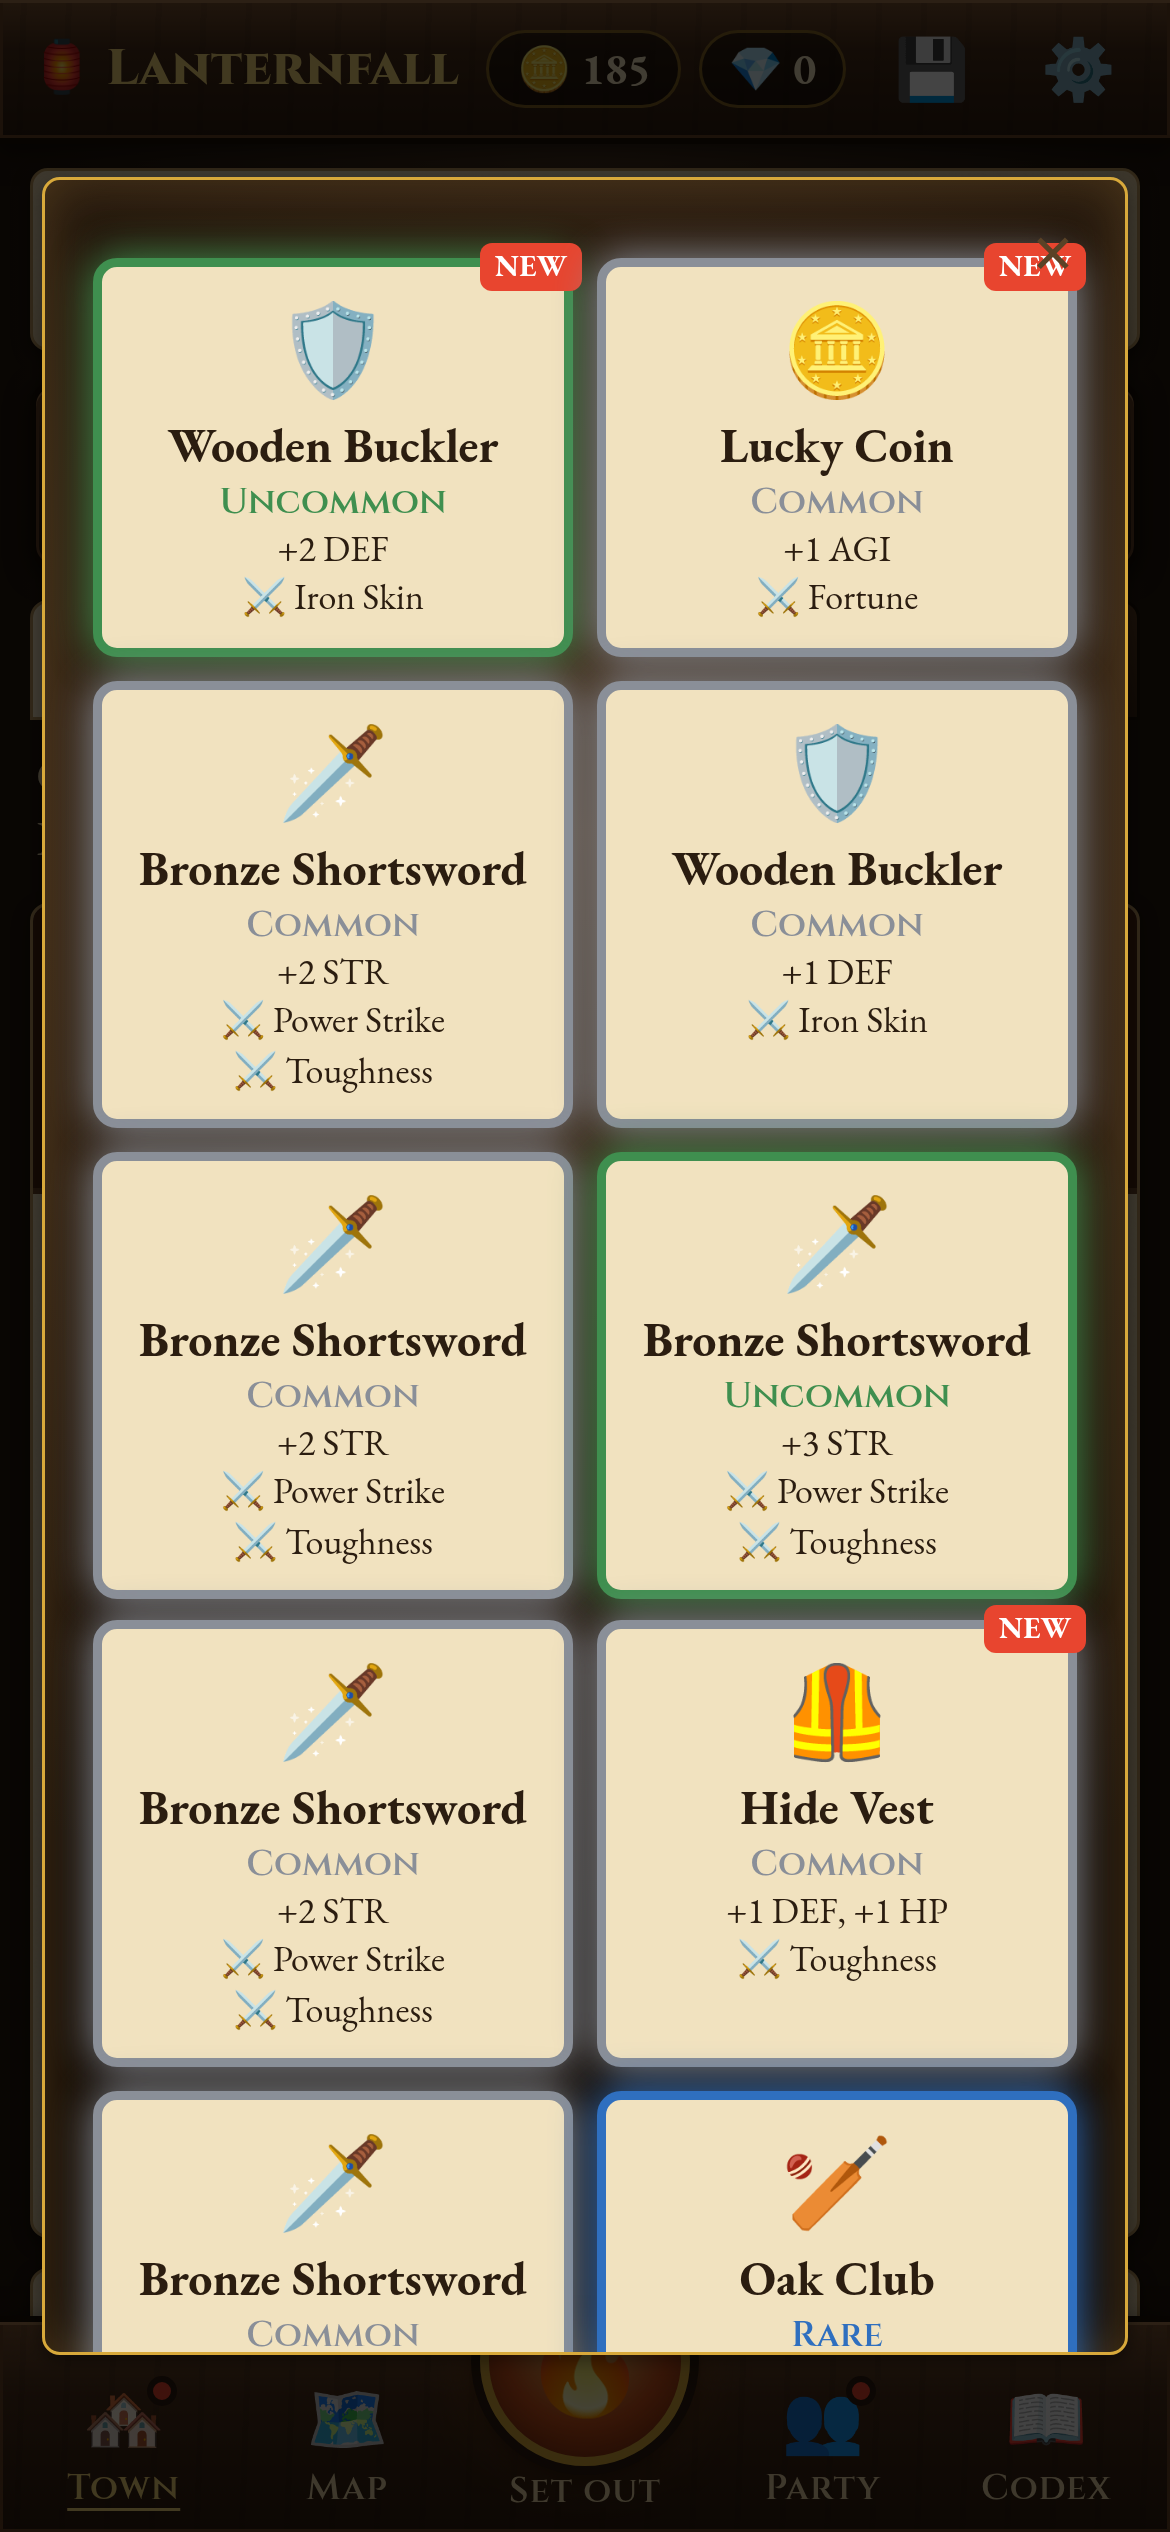 LANTERNFALL 185 0
NEW NEW
Wooden Buckler
UNCOMMON
+2 DEF
Iron Skin
Lucky Coin
COMMON
+1 AGI
Fortune
Bronze Shortsword
COMMON
+2 STR
Power Strike
Toughness
Wooden Buckler
COMMON
+1 DEF
Iron Skin
Bronze Shortsword
COMMON
+2 STR
Power Strike
Toughness
Bronze Shortsword
UNCOMMON
+3 STR
Power Strike
Toughness
Bronze Shortsword
COMMON
+2 STR
Power Strike
Toughness
NEW
Hide Vest
COMMON
+1 DEF, +1 HP
Toughness
Bronze Shortsword
COMMON
Oak Club
RARE
TOWN MAP SET OUT PARTY CODEX